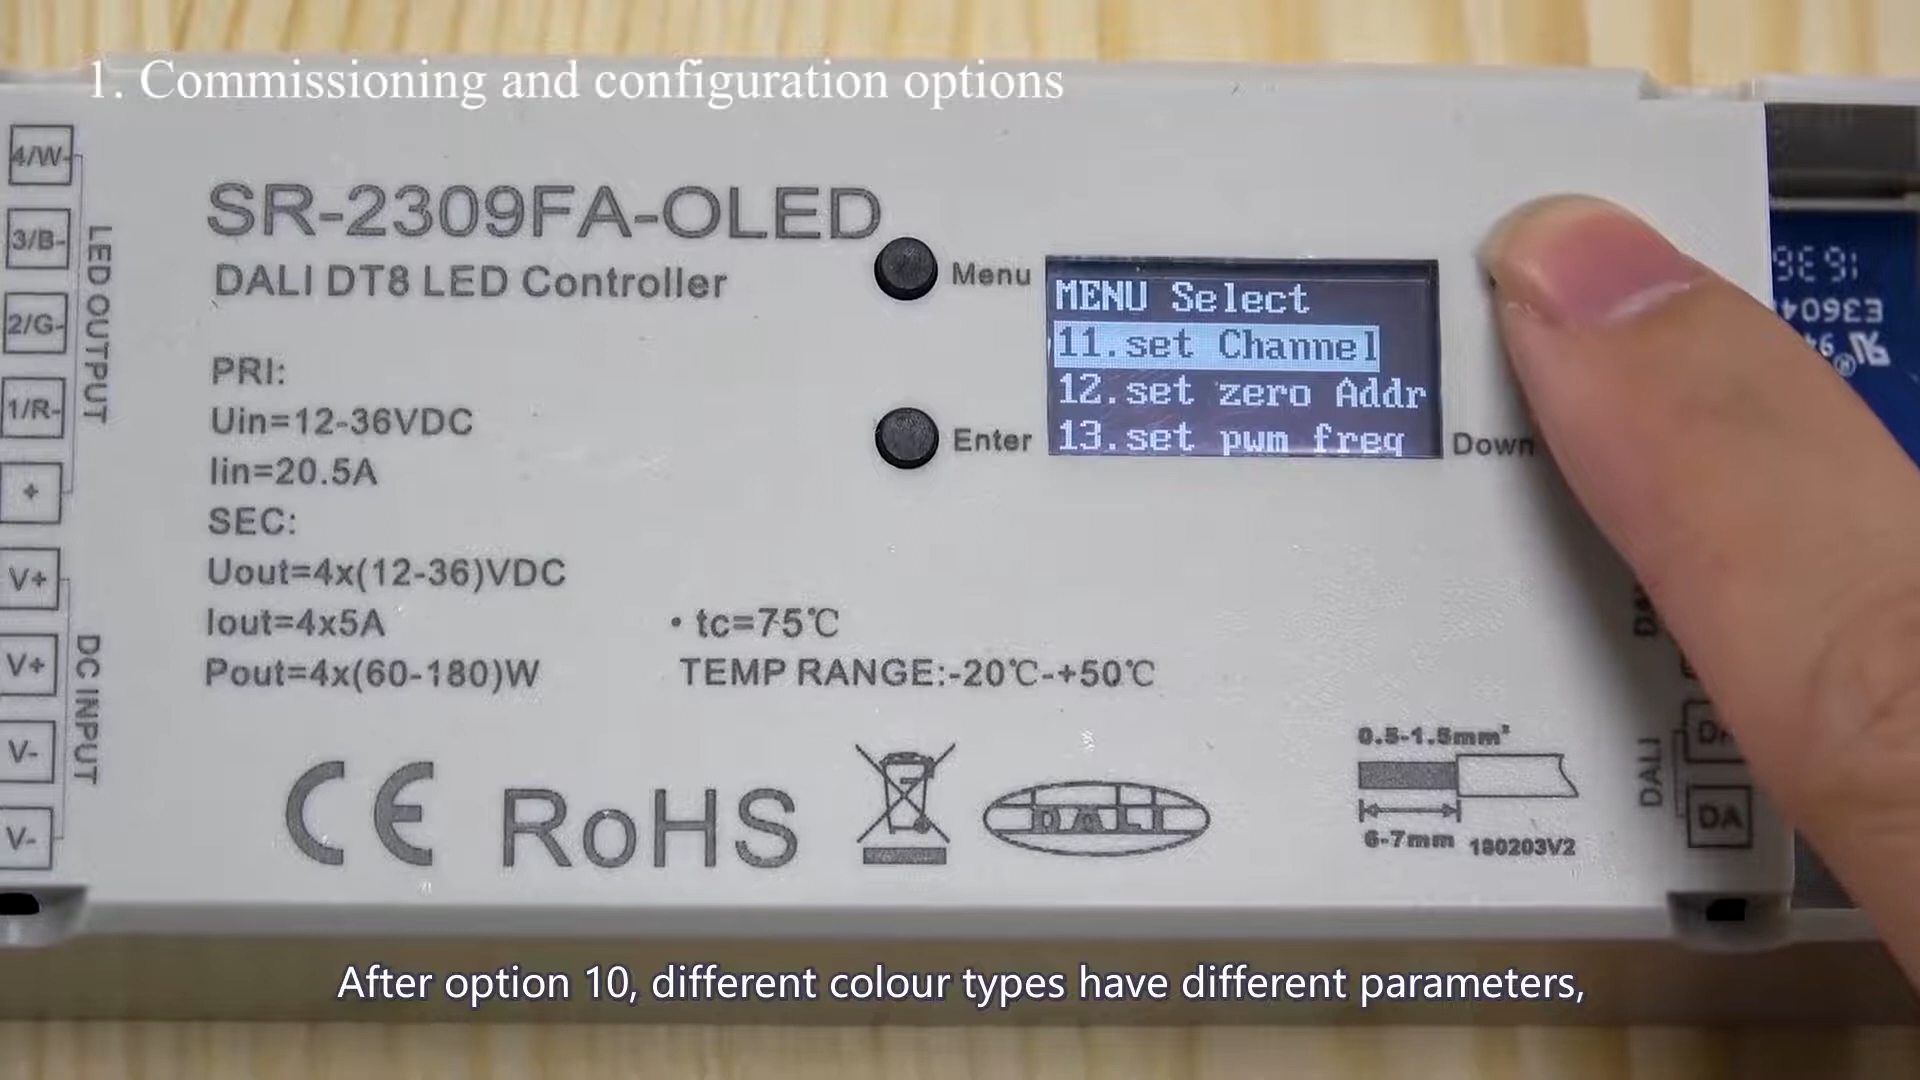 1. Commissioning and configuration options
4/W-
3/B-
2/G-
1/R-
+
LED OUTPUT
V+
V+
V-
V-
DC INPUT
SR-2309FA-OLED
DALI DT8 LED Controller
PRI:
Uin=12-36VDC
Iin=20.5A
SEC:
Uout=4x(12-36)VDC
Iout=4x5A
Pout=4x(60-180)W
• tc=75℃
TEMP RANGE:-20℃-+50℃
Menu
Enter
MENU Select
11.set Channel
12.set zero Addr
13.set pwm freq
Down
CE RoHS
DALI
0.5-1.5mm²
6-7mm
180203V2
DALI
DA
After option 10, different colour types have different parameters,